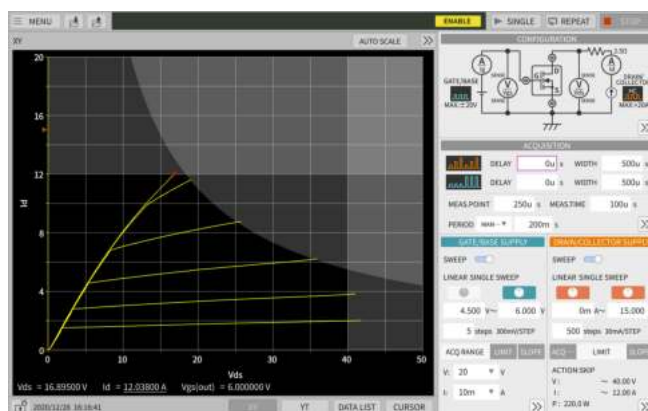 MENU
ENABLE
SINGLE
REPEAT
STOP
XY
AUTO SCALE
20
16
12
8
4
0
Id
0
10
20
30
40
50
Vds
Vds = 16.89500 V
Id = 12.03800 A
Vgs(out) = 6.000000 V
2020/12/28 16:16:41
YT
DATA LIST
CURSOR
CONFIGURATION
GATE/BASE
MAX:±20V
DRAIN/
COLLECTOR
ACQUISITION
DELAY 0u s WIDTH 500u s
DELAY 0u s WIDTH 500u s
MEAS.POINT 250u s MEAS.TIME 100u s
PERIOD 200m s
GATE/BASE SUPPLY
SWEEP
LINEAR SINGLE SWEEP
4.500 V~ 6.000 V
5 steps 300mV/STEP
ACQ.RANGE LIMIT SLOPE
V: 20 V
I: 10m A
DRAIN/COLLECTOR SUPPLY
SWEEP
LINEAR SINGLE SWEEP
0m A~ 15.000
500 steps 30mA/STEP
LIMIT SLOPE
ACTION:SKIP
V: ~ 40.00 V
I: ~ 12.00 A
P: 220.0 W